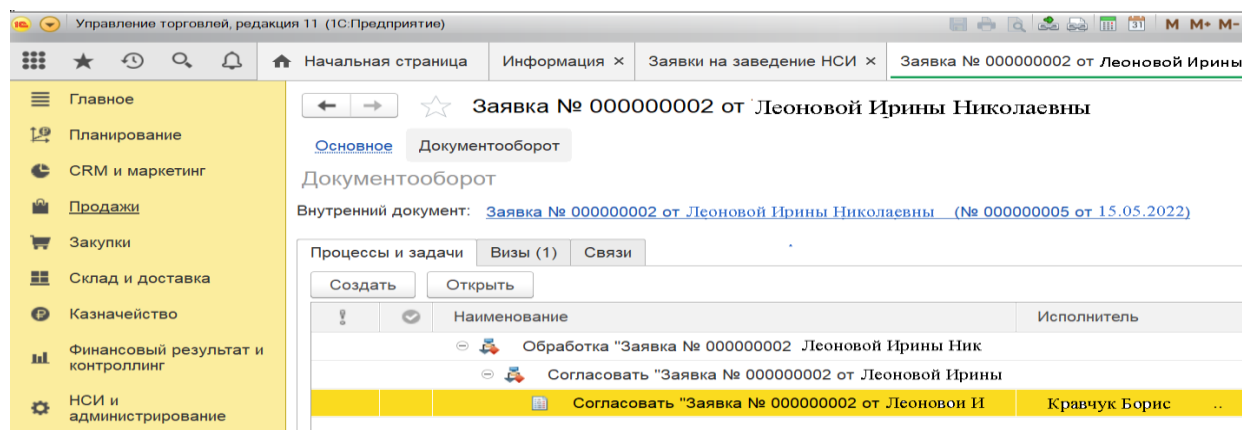 1С Управление торговлей, редакция 11 (1С:Предприятие) 31 M M+ M-
Начальная страница Информация × Заявки на заведение НСИ × Заявка № 000000002 от Леоновой Ирины
Главное
Планирование
CRM и маркетинг
Продажи
Закупки
Склад и доставка
Казначейство
Финансовый результат и
контроллинг
НСИ и
администрирование
Заявка № 000000002 от Леоновой Ирины Николаевны
Основное Документооборот
Документооборот
Внутренний документ: Заявка № 000000002 от Леоновой Ирины Николаевны (№ 000000005 от 15.05.2022)
Процессы и задачи Визы (1) Связи
Создать Открыть
Наименование Исполнитель
Обработка "Заявка № 000000002 Леоновой Ирины Ник
Согласовать "Заявка № 000000002 от Леоновой Ирины
Согласовать "Заявка № 000000002 от Леоновои И Кравчук Борис ..